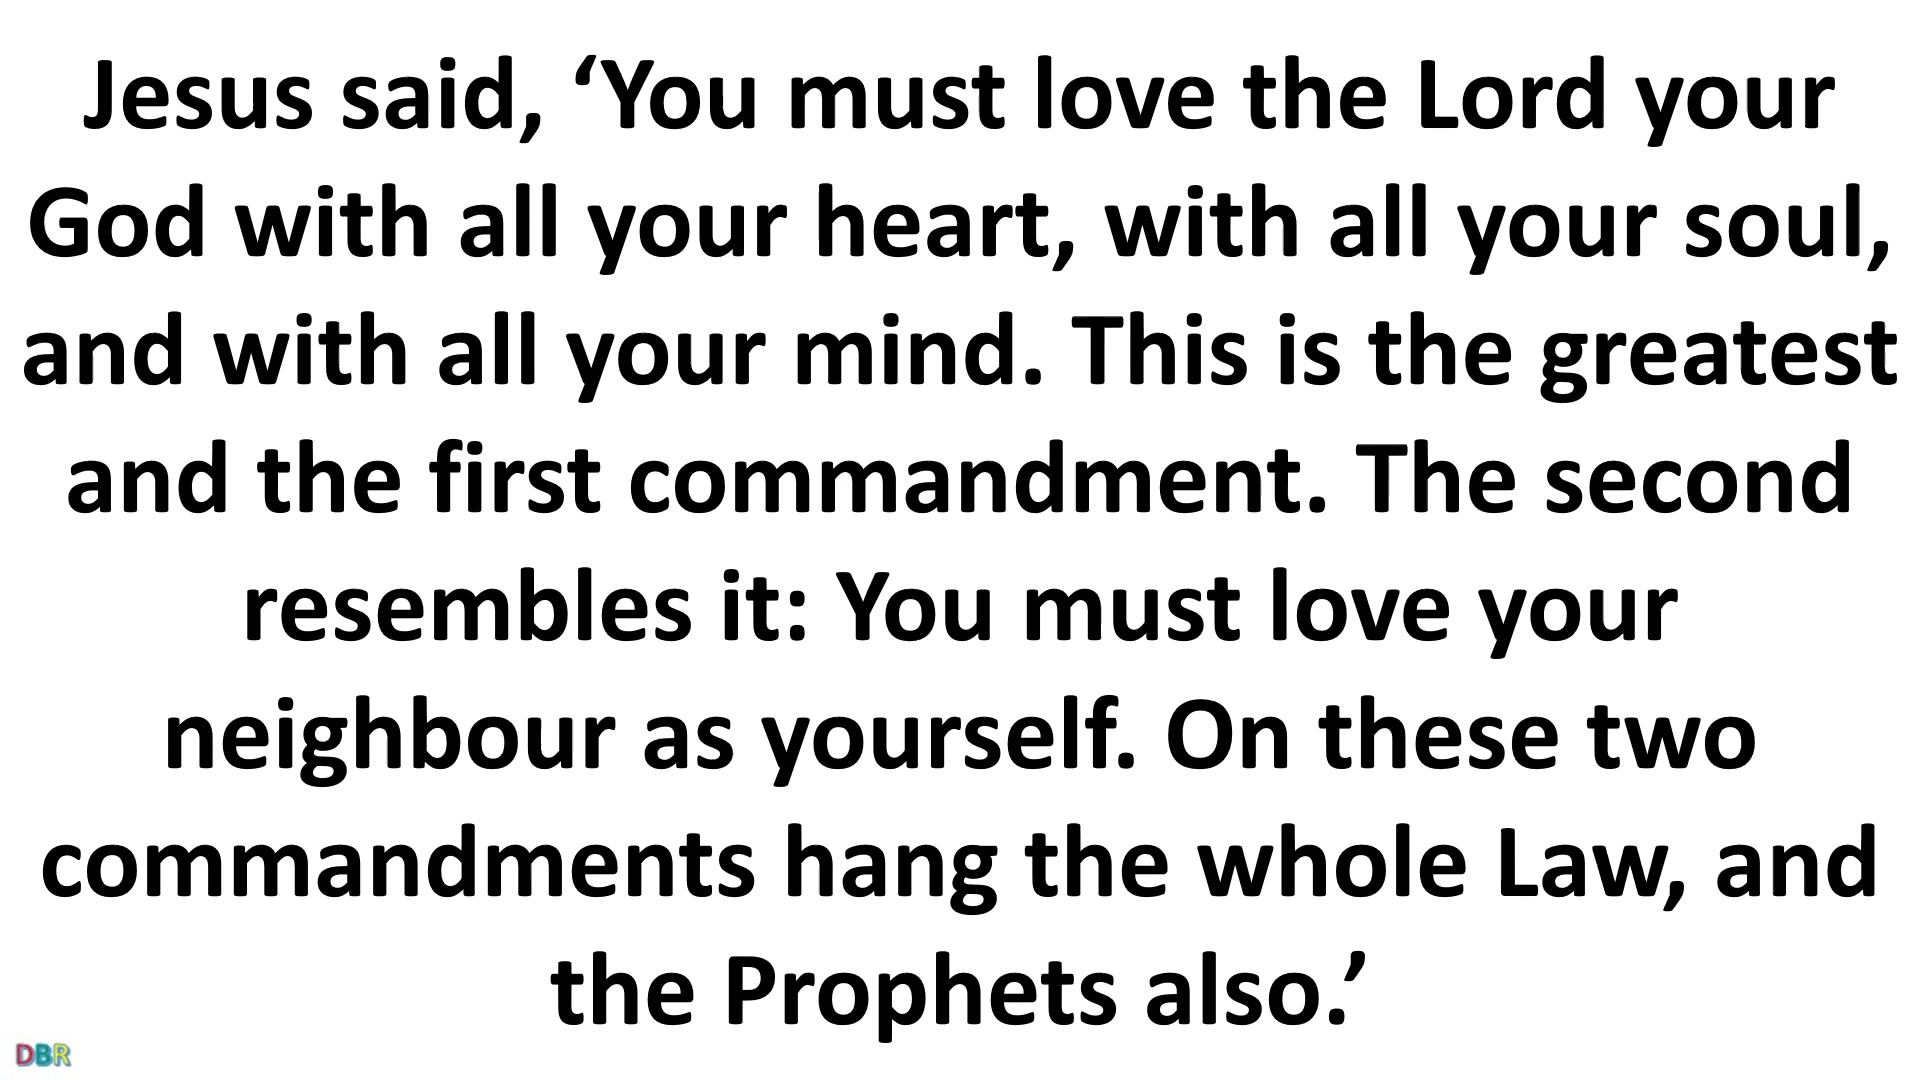 Jesus said, ‘You must love the Lord your
God with all your heart, with all your soul,
and with all your mind. This is the greatest
and the first commandment. The second
resembles it: You must love your
neighbour as yourself. On these two
commandments hang the whole Law, and
the Prophets also.’
DBR